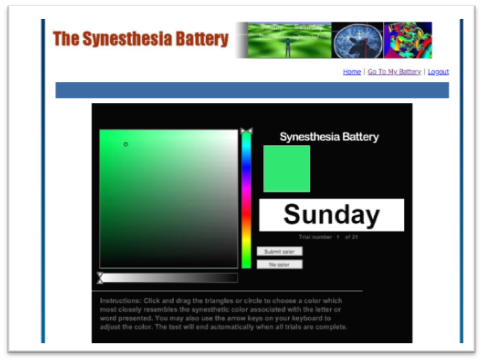 The Synesthesia Battery
Home | Go To My Battery | Logout
Synesthesia Battery
Sunday
Trial number 1 of 21
Submit color
No color
Instructions: Click and drag the triangles or circle to choose a color which
most closely resembles the synesthetic color associated with the letter or
word presented. You may also use the arrow keys on your keyboard to
adjust the color. The test will end automatically when all trials are complete.